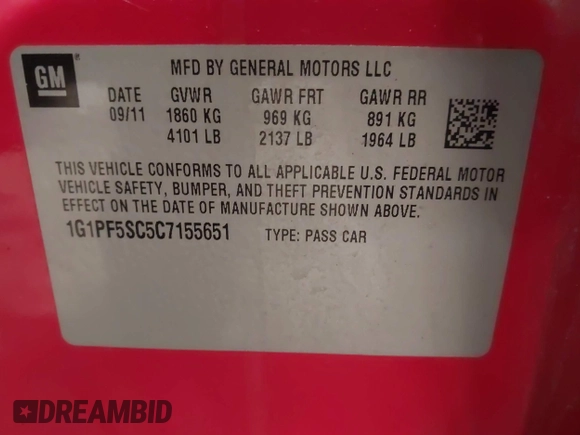 GM
MFD BY GENERAL MOTORS LLC
DATE GVWR GAWR FRT GAWR RR
09/11 1860 KG 969 KG 891 KG
4101 LB 2137 LB 1964 LB
THIS VEHICLE CONFORMS TO ALL APPLICABLE U.S. FEDERAL MOTOR
VEHICLE SAFETY, BUMPER, AND THEFT PREVENTION STANDARDS IN
EFFECT ON THE DATE OF MANUFACTURE SHOWN ABOVE.
1G1PF5SC5C7155651 TYPE: PASS CAR
DREAMBID